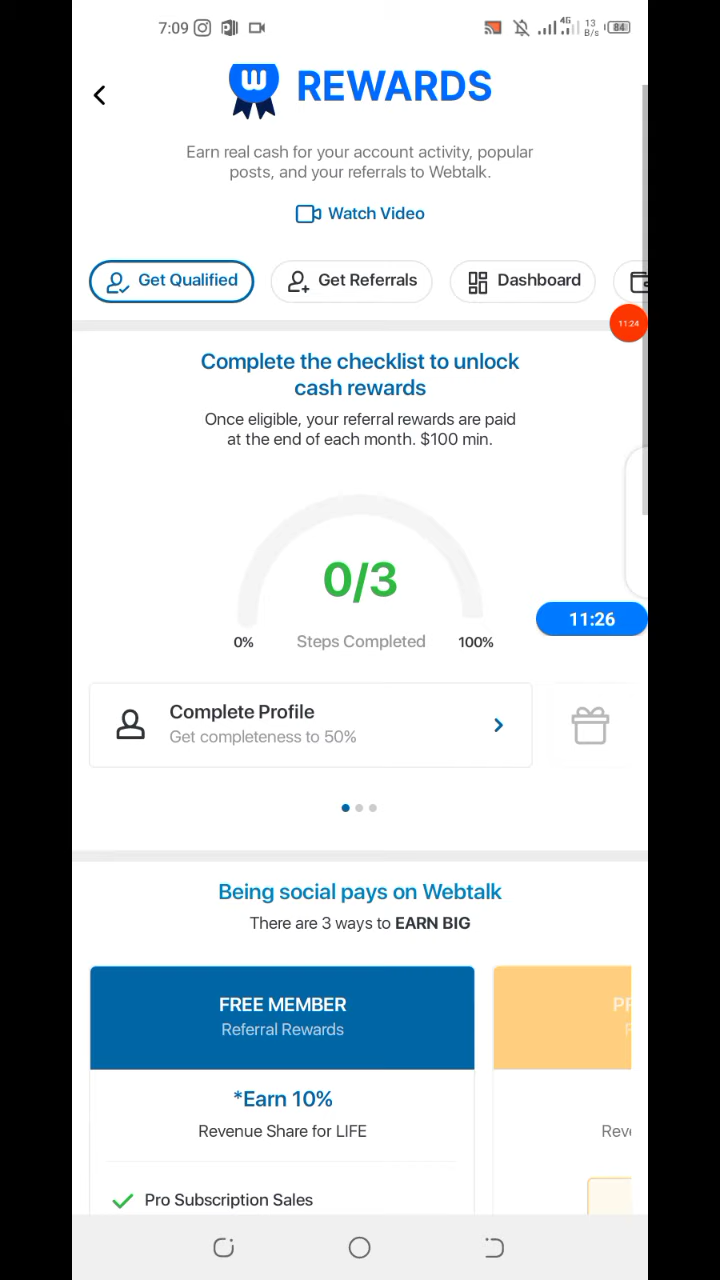 7:09 4G 13 B/s 84
W REWARDS
Earn real cash for your account activity, popular
posts, and your referrals to Webtalk.
Watch Video
Get Qualified Get Referrals Dashboard
11:24
Complete the checklist to unlock
cash rewards
Once eligible, your referral rewards are paid
at the end of each month. $100 min.
0/3
0% Steps Completed 100%
11:26
Complete Profile
Get completeness to 50%
Being social pays on Webtalk
There are 3 ways to EARN BIG
FREE MEMBER
Referral Rewards
*Earn 10%
Revenue Share for LIFE
Pro Subscription Sales